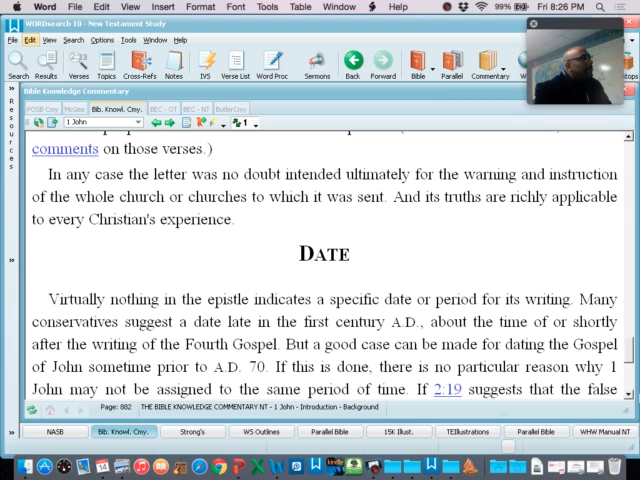 Word File Edit View Insert Format Font Tools Table Window Help 99% Fri 8:26 PM
WORDsearch 10 - New Testament Study
File Edit View Search Options Tools Window Help
Search Results Verses Topics Cross-Refs Notes IVS Verse List Word Proc Sermons Back Forward Bible Parallel Commentary
Bible Knowledge Commentary
POSB Cmy McGee Bib. Knowl. Cmy. BEC - OT BEC - NT ButlerCmy
1 John 1
Resources
comments on those verses.)
In any case the letter was no doubt intended ultimately for the warning and instruction
of the whole church or churches to which it was sent. And its truths are richly applicable
to every Christian's experience.
DATE
Virtually nothing in the epistle indicates a specific date or period for its writing. Many
conservatives suggest a date late in the first century A.D., about the time of or shortly
after the writing of the Fourth Gospel. But a good case can be made for dating the Gospel
of John sometime prior to A.D. 70. If this is done, there is no particular reason why 1
John may not be assigned to the same period of time. If 2:19 suggests that the false
Page: 882 THE BIBLE KNOWLEDGE COMMENTARY NT - 1 John - Introduction - Background
NASB Bib. Knowl. Cmy. Strong's WS Outlines Parallel Bible 15K Illust. TEIllustrations Parallel Bible WHW Manual NT